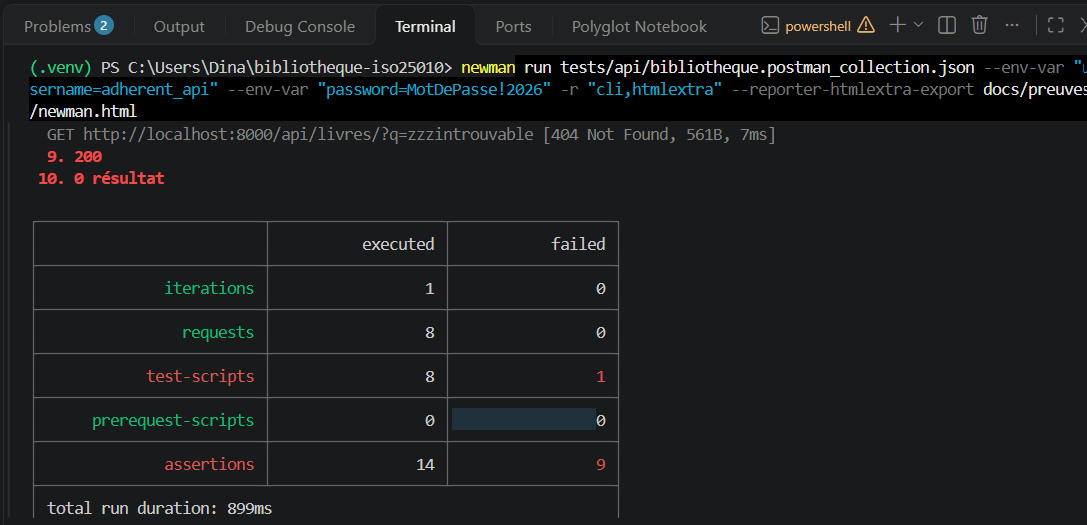 Problems 2 Output Debug Console Terminal Ports Polyglot Notebook powershell
(.venv) PS C:\Users\Dina\bibliotheque-iso25010> newman run tests/api/bibliotheque.postman_collection.json --env-var "u
sername=adherent_api" --env-var "password=MotDePasse!2026" -r "cli,htmlextra" --reporter-htmlextra-export docs/preuves
/newman.html
GET http://localhost:8000/api/livres/?q=zzzintrouvable [404 Not Found, 561B, 7ms]
9. 200
10. 0 résultat
executed failed
iterations 1 0
requests 8 0
test-scripts 8 1
prerequest-scripts 0 0
assertions 14 9
total run duration: 899ms